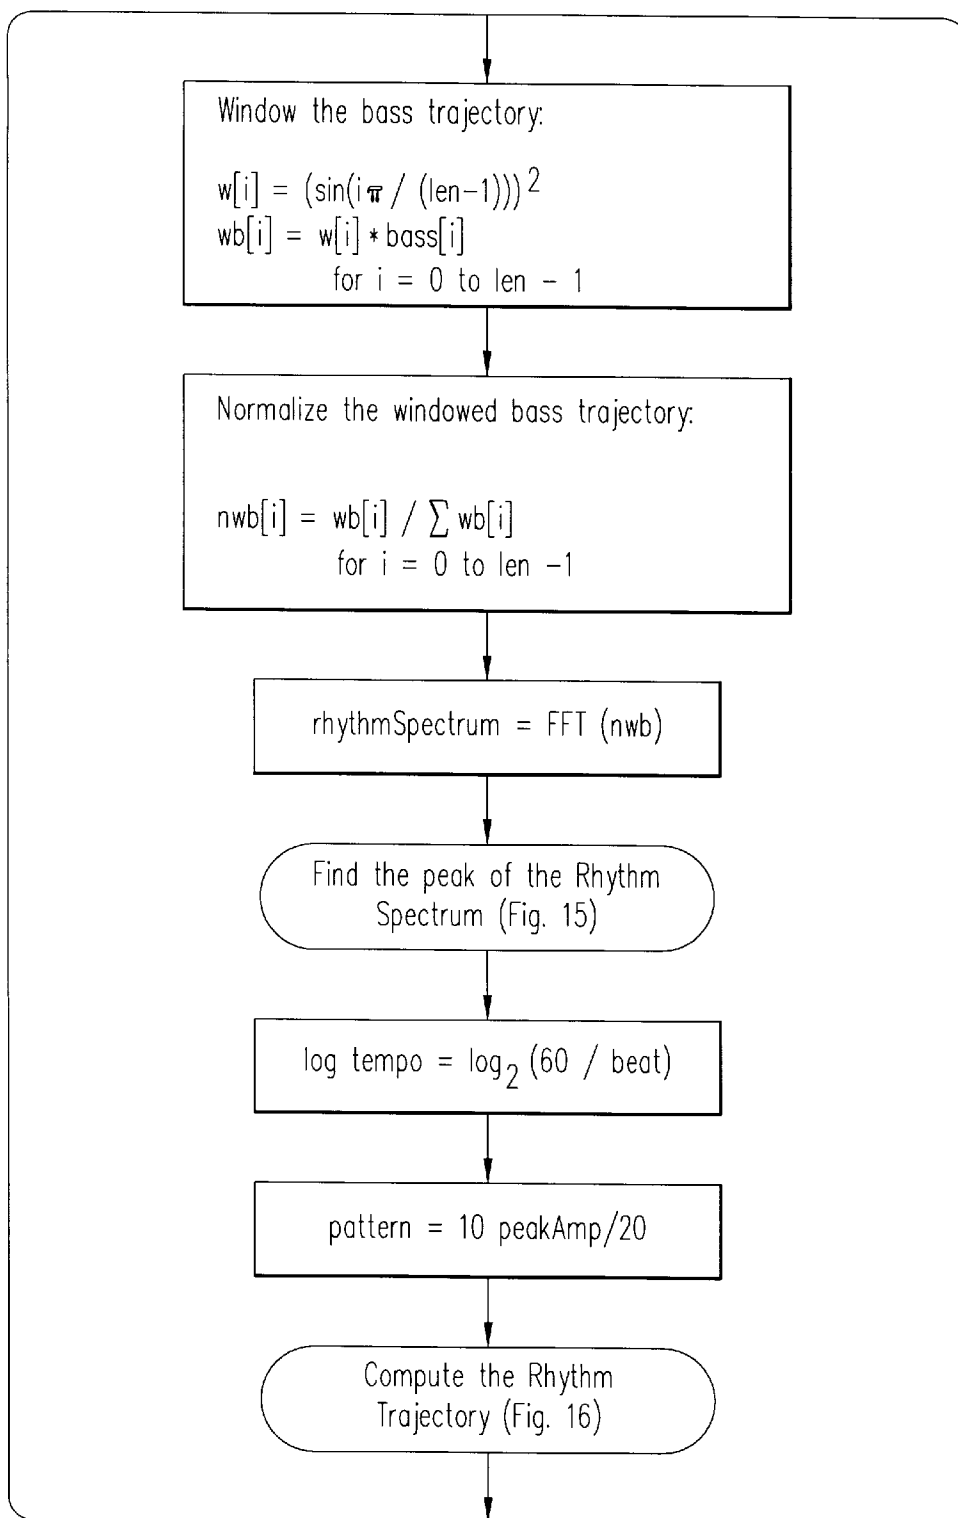 Window the bass trajectory:
w[i] = (sin(iπ / (len-1)))²
wb[i] = w[i] * bass[i]
for i = 0 to len - 1
Normalize the windowed bass trajectory:
nwb[i] = wb[i] / ∑ wb[i]
for i = 0 to len -1
rhythmSpectrum = FFT (nwb)
Find the peak of the Rhythm
Spectrum (Fig. 15)
log tempo = log₂ (60 / beat)
pattern = 10 peakAmp/20
Compute the Rhythm
Trajectory (Fig. 16)